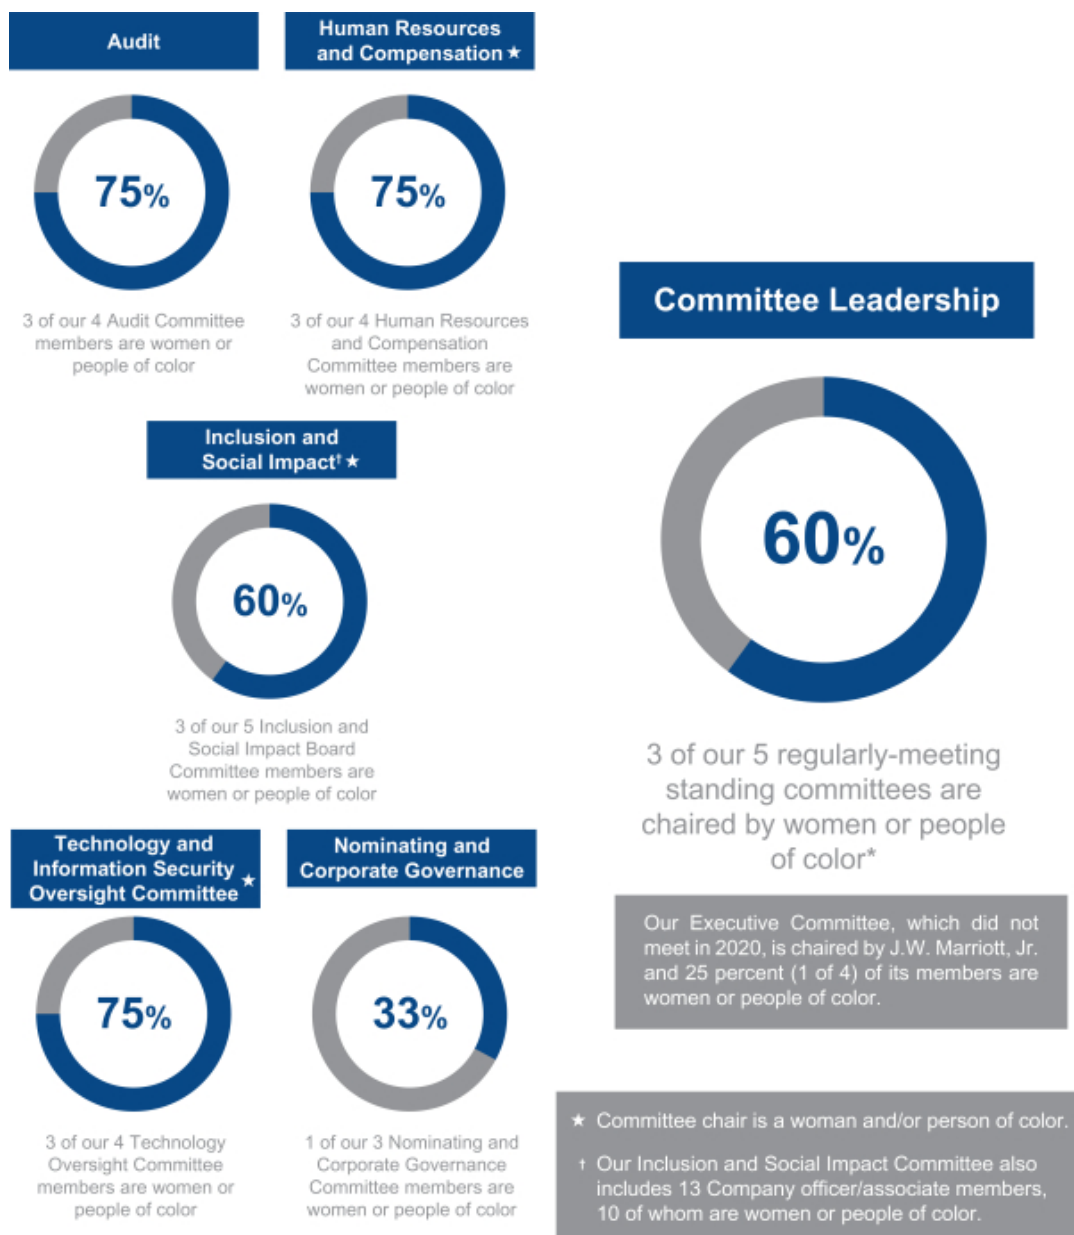 Audit
Human Resources
and Compensation ★
75%
75%
3 of our 4 Audit Committee
members are women or
people of color
3 of our 4 Human Resources
and Compensation
Committee members are
women or people of color
Inclusion and
Social Impact† ★
60%
3 of our 5 Inclusion and
Social Impact Board
Committee members are
women or people of color
Technology and
Information Security
Oversight Committee ★
Nominating and
Corporate Governance
75%
33%
3 of our 4 Technology
Oversight Committee
members are women or
people of color
1 of our 3 Nominating and
Corporate Governance
Committee members are
women or people of color
Committee Leadership
60%
3 of our 5 regularly-meeting
standing committees are
chaired by women or people
of color*
Our Executive Committee, which did not
meet in 2020, is chaired by J.W. Marriott, Jr.
and 25 percent (1 of 4) of its members are
women or people of color.
★ Committee chair is a woman and/or person of color.
† Our Inclusion and Social Impact Committee also
includes 13 Company officer/associate members,
10 of whom are women or people of color.